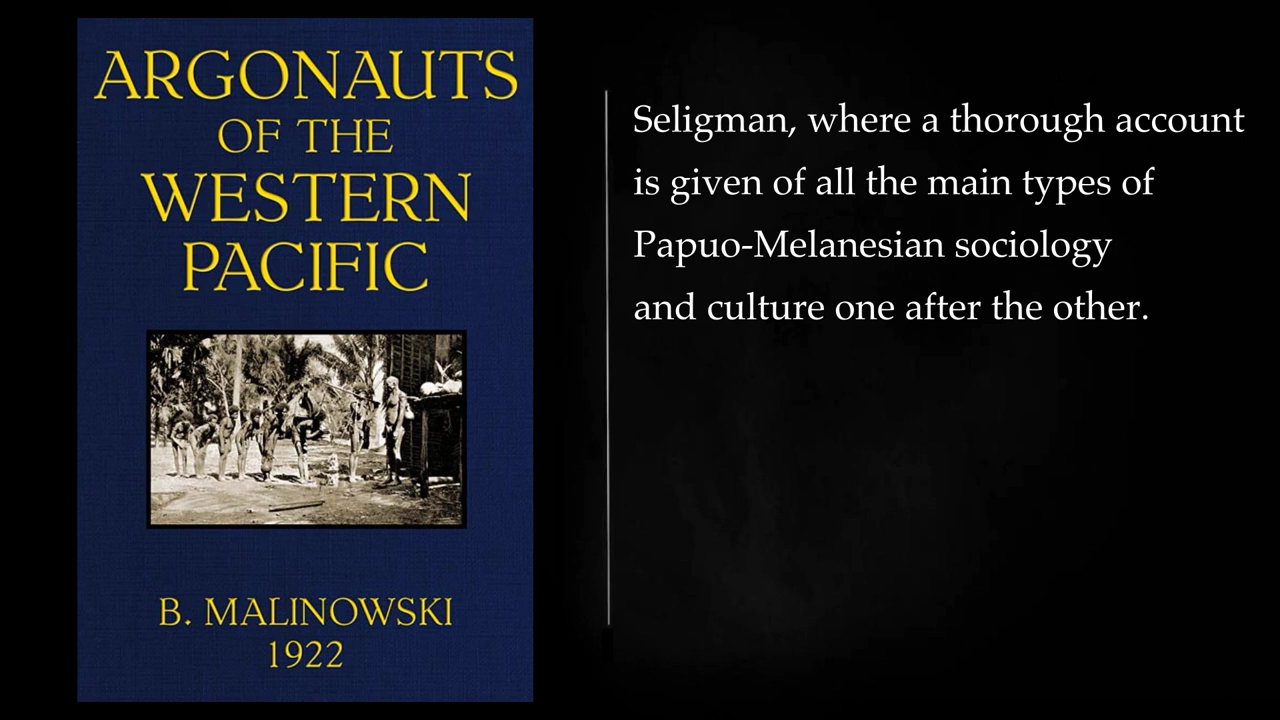 ARGONAUTS
OF THE
WESTERN
PACIFIC
B. MALINOWSKI
1922
Seligman, where a thorough account
is given of all the main types of
Papuo-Melanesian sociology
and culture one after the other.